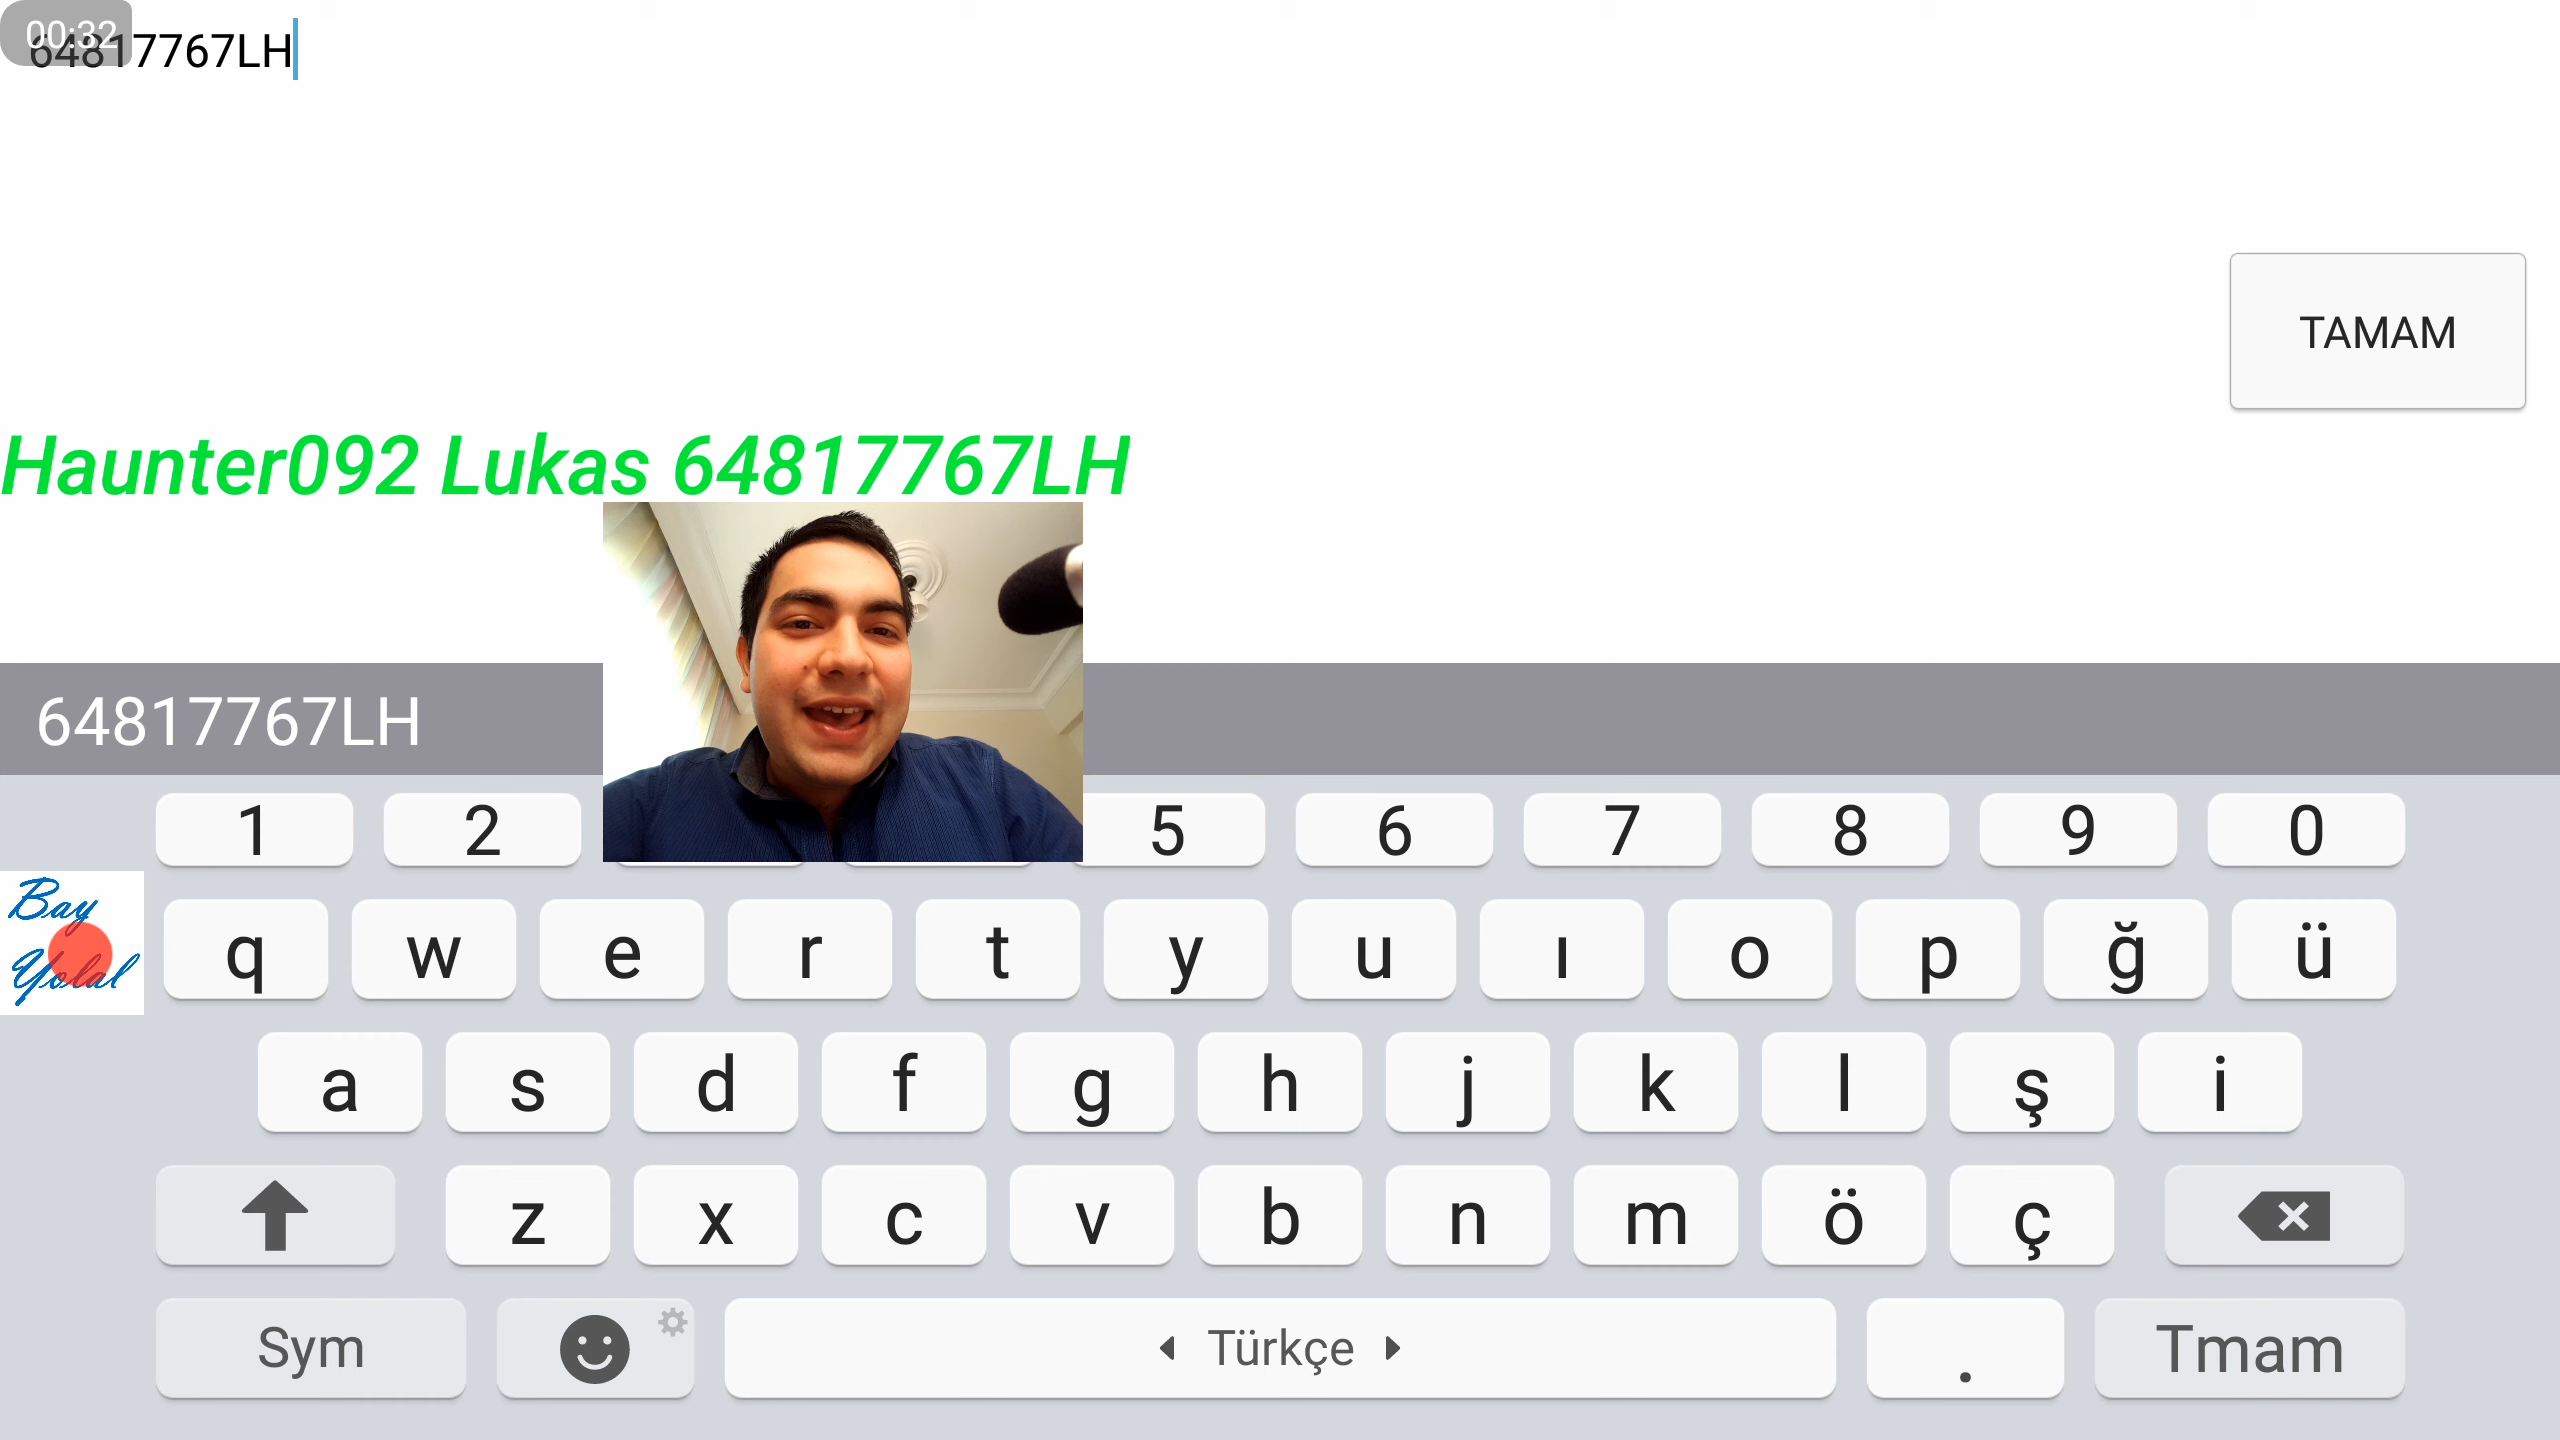 00:32
64817767LH
TAMAM
Haunter092 Lukas 64817767LH
64817767LH
1 2 5 6 7 8 9 0
Bay
Yolal
q w e r t y u ı o p ğ ü
a s d f g h j k l ş i
z x c v b n m ö ç
Sym Türkçe . Tmam